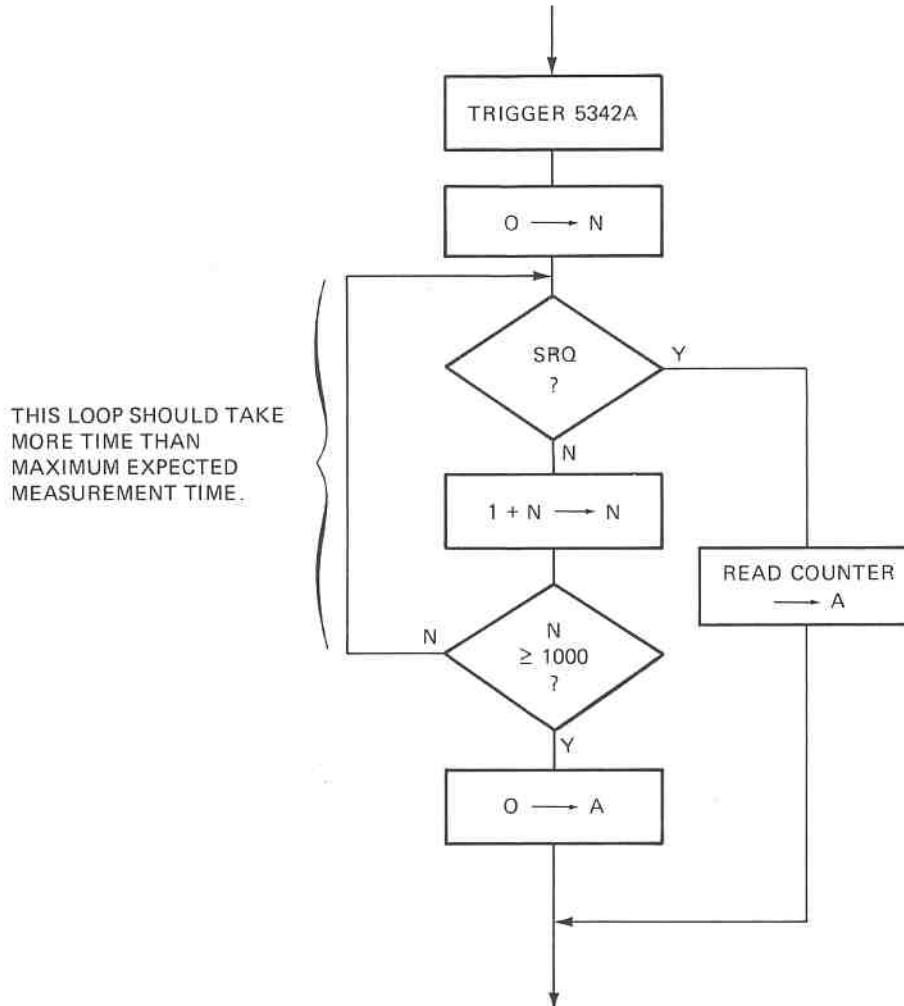 TRIGGER 5342A
O → N
SRQ
?
Y
N
THIS LOOP SHOULD TAKE
MORE TIME THAN
MAXIMUM EXPECTED
MEASUREMENT TIME.
1 + N → N
READ COUNTER
→ A
N
N
≥ 1000
?
Y
O → A